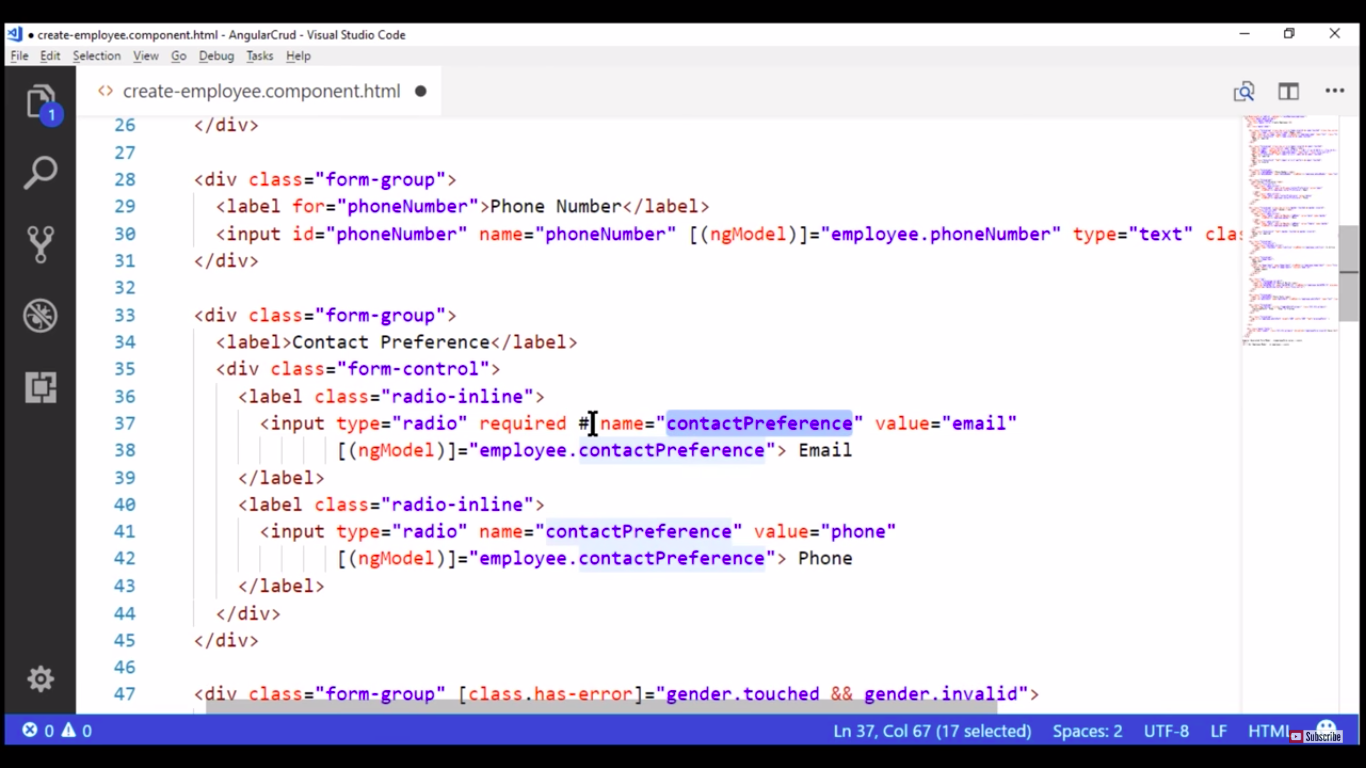 create-employee.component.html - AngularCrud - Visual Studio Code
File Edit Selection View Go Debug Tasks Help
1
<> create-employee.component.html
26 </div>
27
28 <div class="form-group">
29 <label for="phoneNumber">Phone Number</label>
30 <input id="phoneNumber" name="phoneNumber" [(ngModel)]="employee.phoneNumber" type="text" clas
31 </div>
32
33 <div class="form-group">
34 <label>Contact Preference</label>
35 <div class="form-control">
36 <label class="radio-inline">
37 <input type="radio" required # name="contactPreference" value="email"
38 [(ngModel)]="employee.contactPreference"> Email
39 </label>
40 <label class="radio-inline">
41 <input type="radio" name="contactPreference" value="phone"
42 [(ngModel)]="employee.contactPreference"> Phone
43 </label>
44 </div>
45 </div>
46
47 <div class="form-group" [class.has-error]="gender.touched && gender.invalid">
0 0 Ln 37, Col 67 (17 selected) Spaces: 2 UTF-8 LF HTML
Subscribe